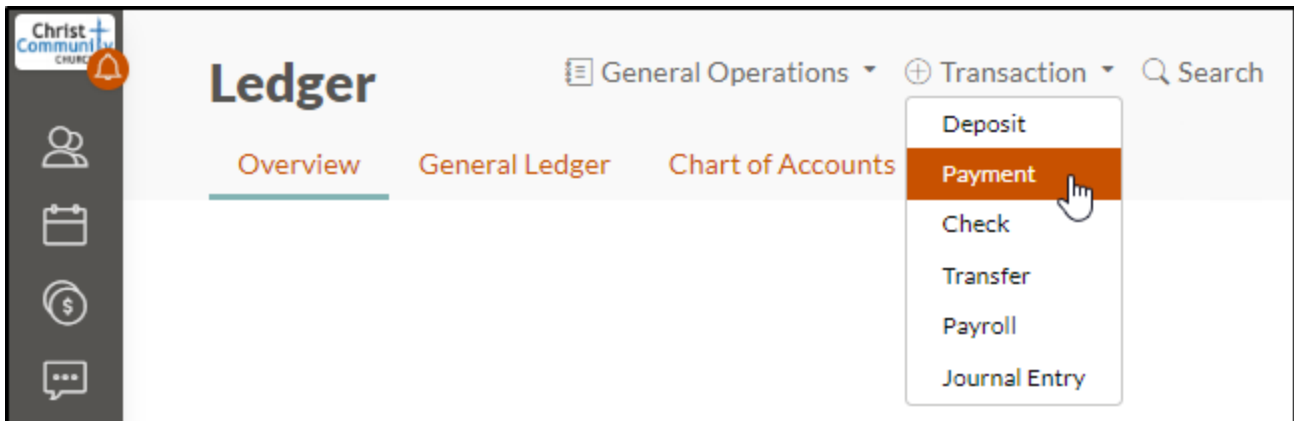 Christ
Community
CHURCH
Ledger
General Operations
Transaction
Search
Overview
General Ledger
Chart of Accounts
Deposit
Payment
Check
Transfer
Payroll
Journal Entry
$